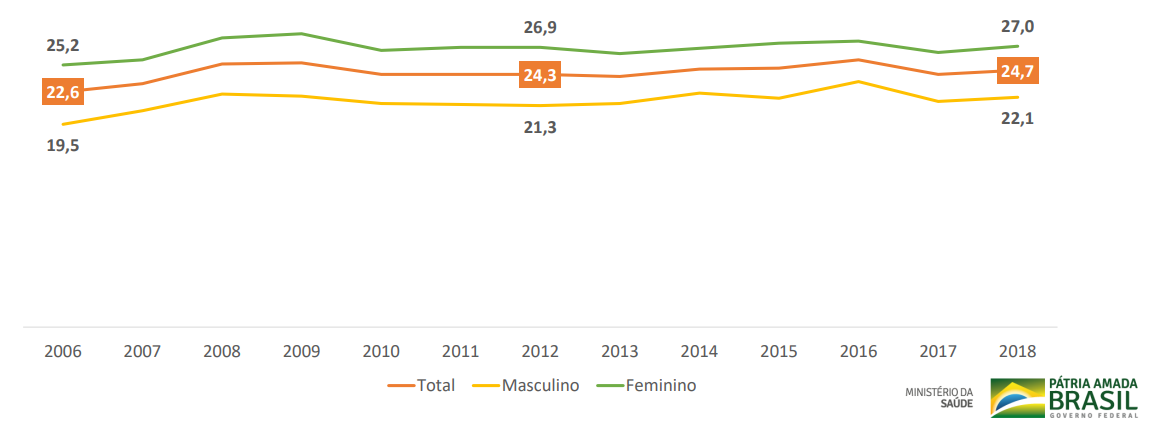 25,2
26,9
27,0
22,6
24,3
24,7
19,5
21,3
22,1
2006 2007 2008 2009 2010 2011 2012 2013 2014 2015 2016 2017 2018
Total Masculino Feminino
MINISTÉRIO DA
SAÚDE
PÁTRIA AMADA
BRASIL
GOVERNO FEDERAL